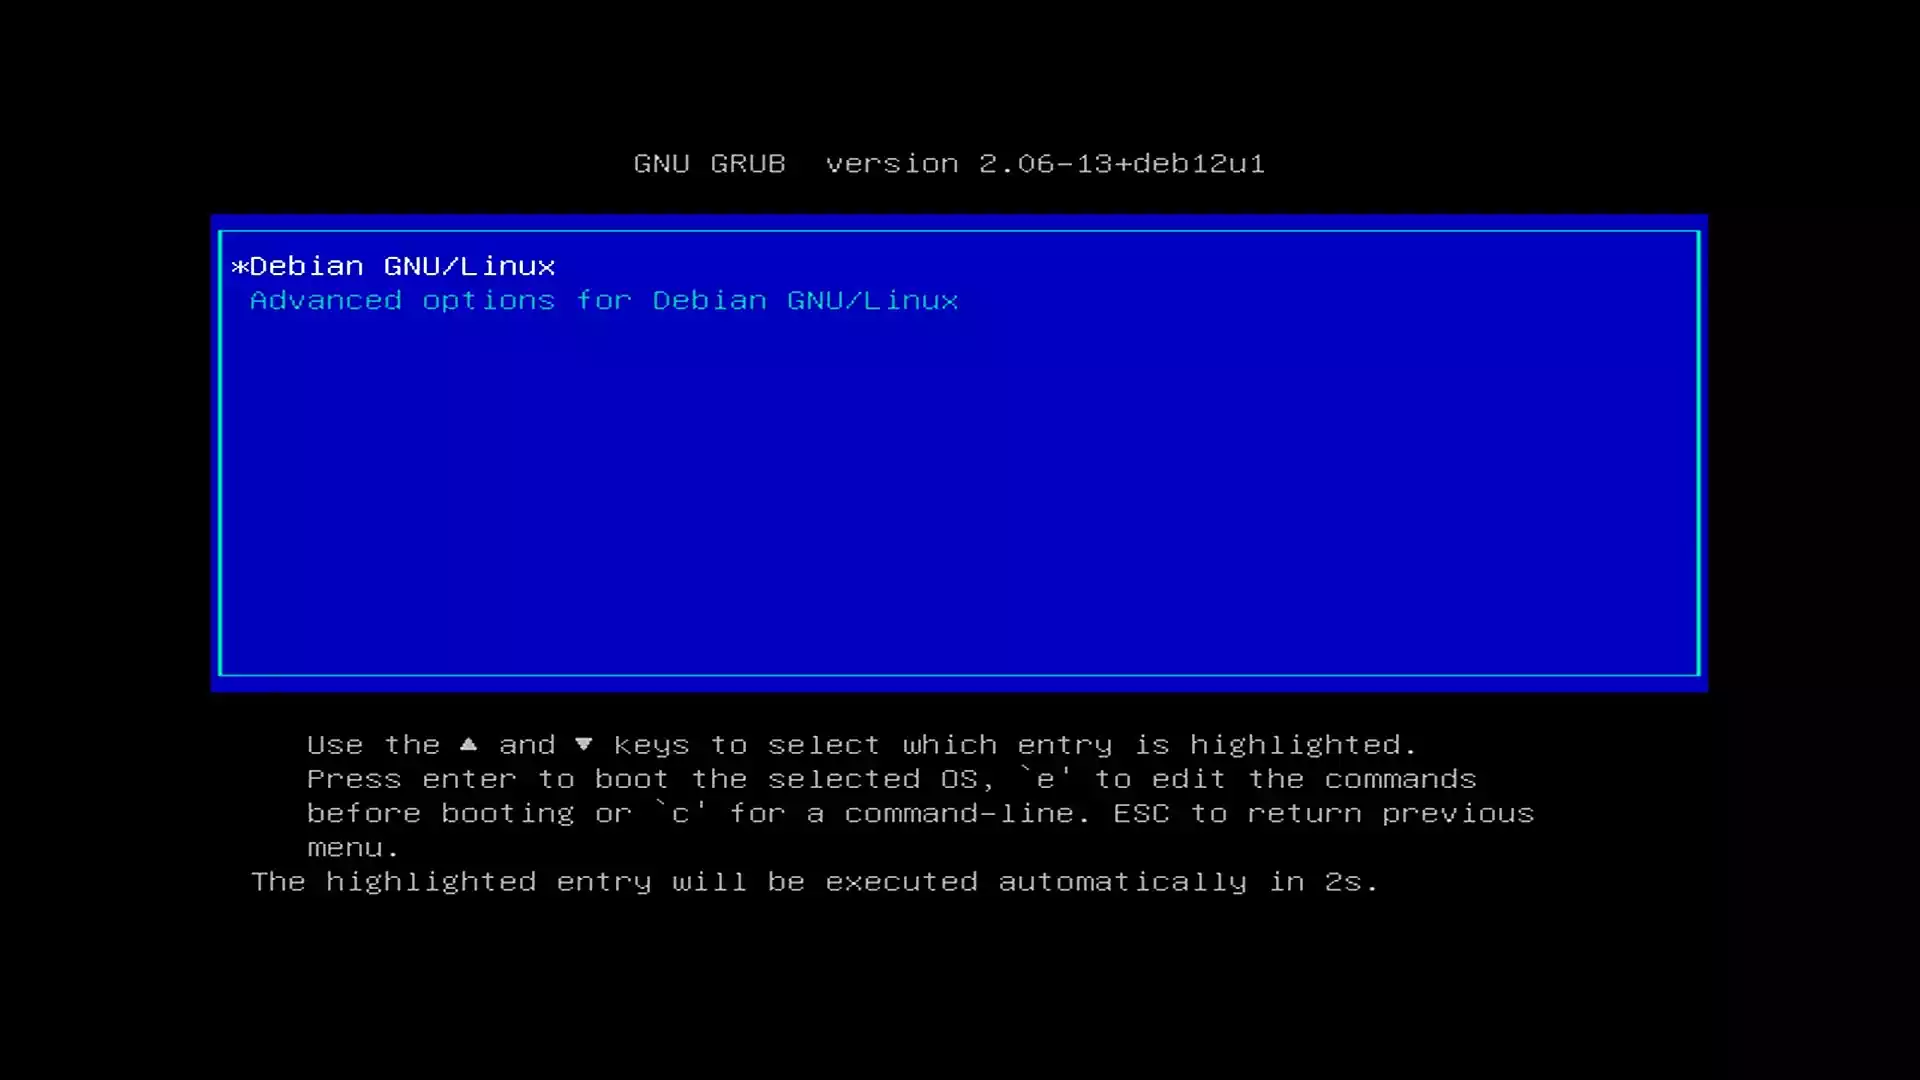 GNU GRUB  version 2.06-13+deb12u1
*Debian GNU/Linux
Advanced options for Debian GNU/Linux
Use the ▲ and ▼ keys to select which entry is highlighted.
Press enter to boot the selected OS, `e' to edit the commands
before booting or `c' for a command-line. ESC to return previous
menu.
The highlighted entry will be executed automatically in 2s.